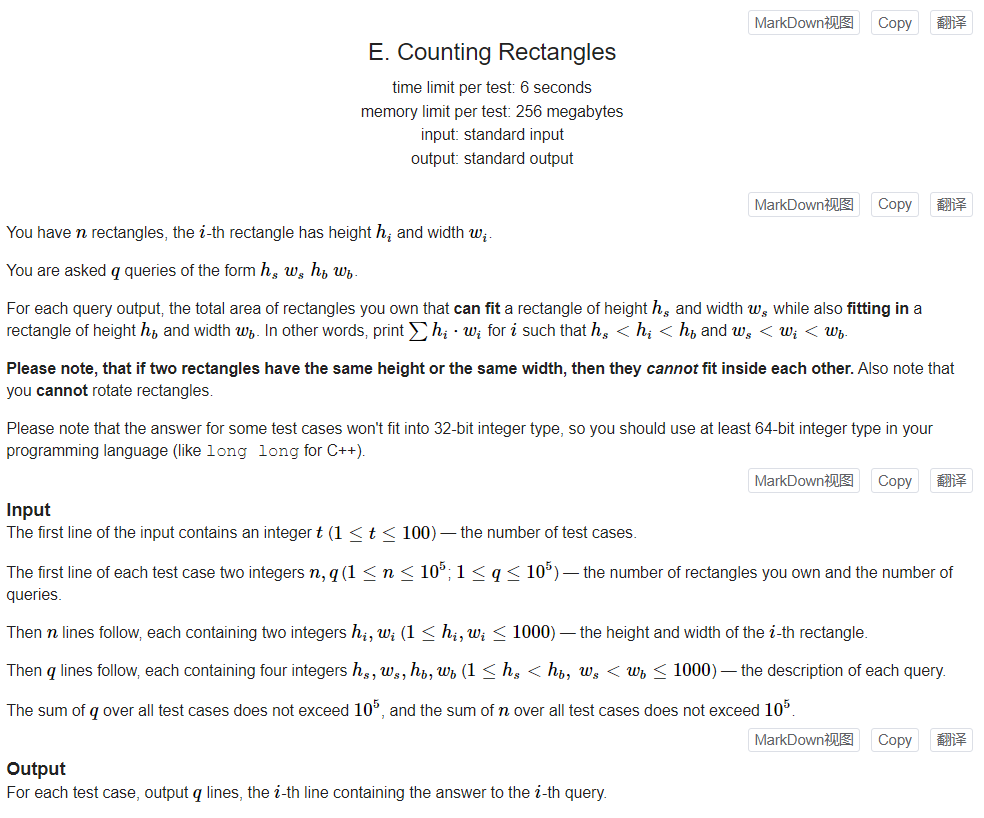 MarkDown视图 Copy 翻译
E. Counting Rectangles
time limit per test: 6 seconds
memory limit per test: 256 megabytes
input: standard input
output: standard output
MarkDown视图 Copy 翻译
You have n rectangles, the i-th rectangle has height h_i and width w_i.
You are asked q queries of the form h_s w_s h_b w_b.
For each query output, the total area of rectangles you own that can fit a rectangle of height h_s and width w_s while also fitting in a
rectangle of height h_b and width w_b. In other words, print ∑ h_i · w_i for i such that h_s < h_i < h_b and w_s < w_i < w_b.
Please note, that if two rectangles have the same height or the same width, then they cannot fit inside each other. Also note that
you cannot rotate rectangles.
Please note that the answer for some test cases won't fit into 32-bit integer type, so you should use at least 64-bit integer type in your
programming language (like long long for C++).
MarkDown视图 Copy 翻译
Input
The first line of the input contains an integer t (1 ≤ t ≤ 100) — the number of test cases.
The first line of each test case two integers n, q (1 ≤ n ≤ 10^5; 1 ≤ q ≤ 10^5) — the number of rectangles you own and the number of
queries.
Then n lines follow, each containing two integers h_i, w_i (1 ≤ h_i, w_i ≤ 1000) — the height and width of the i-th rectangle.
Then q lines follow, each containing four integers h_s, w_s, h_b, w_b (1 ≤ h_s < h_b, w_s < w_b ≤ 1000) — the description of each query.
The sum of q over all test cases does not exceed 10^5, and the sum of n over all test cases does not exceed 10^5.
MarkDown视图 Copy 翻译
Output
For each test case, output q lines, the i-th line containing the answer to the i-th query.